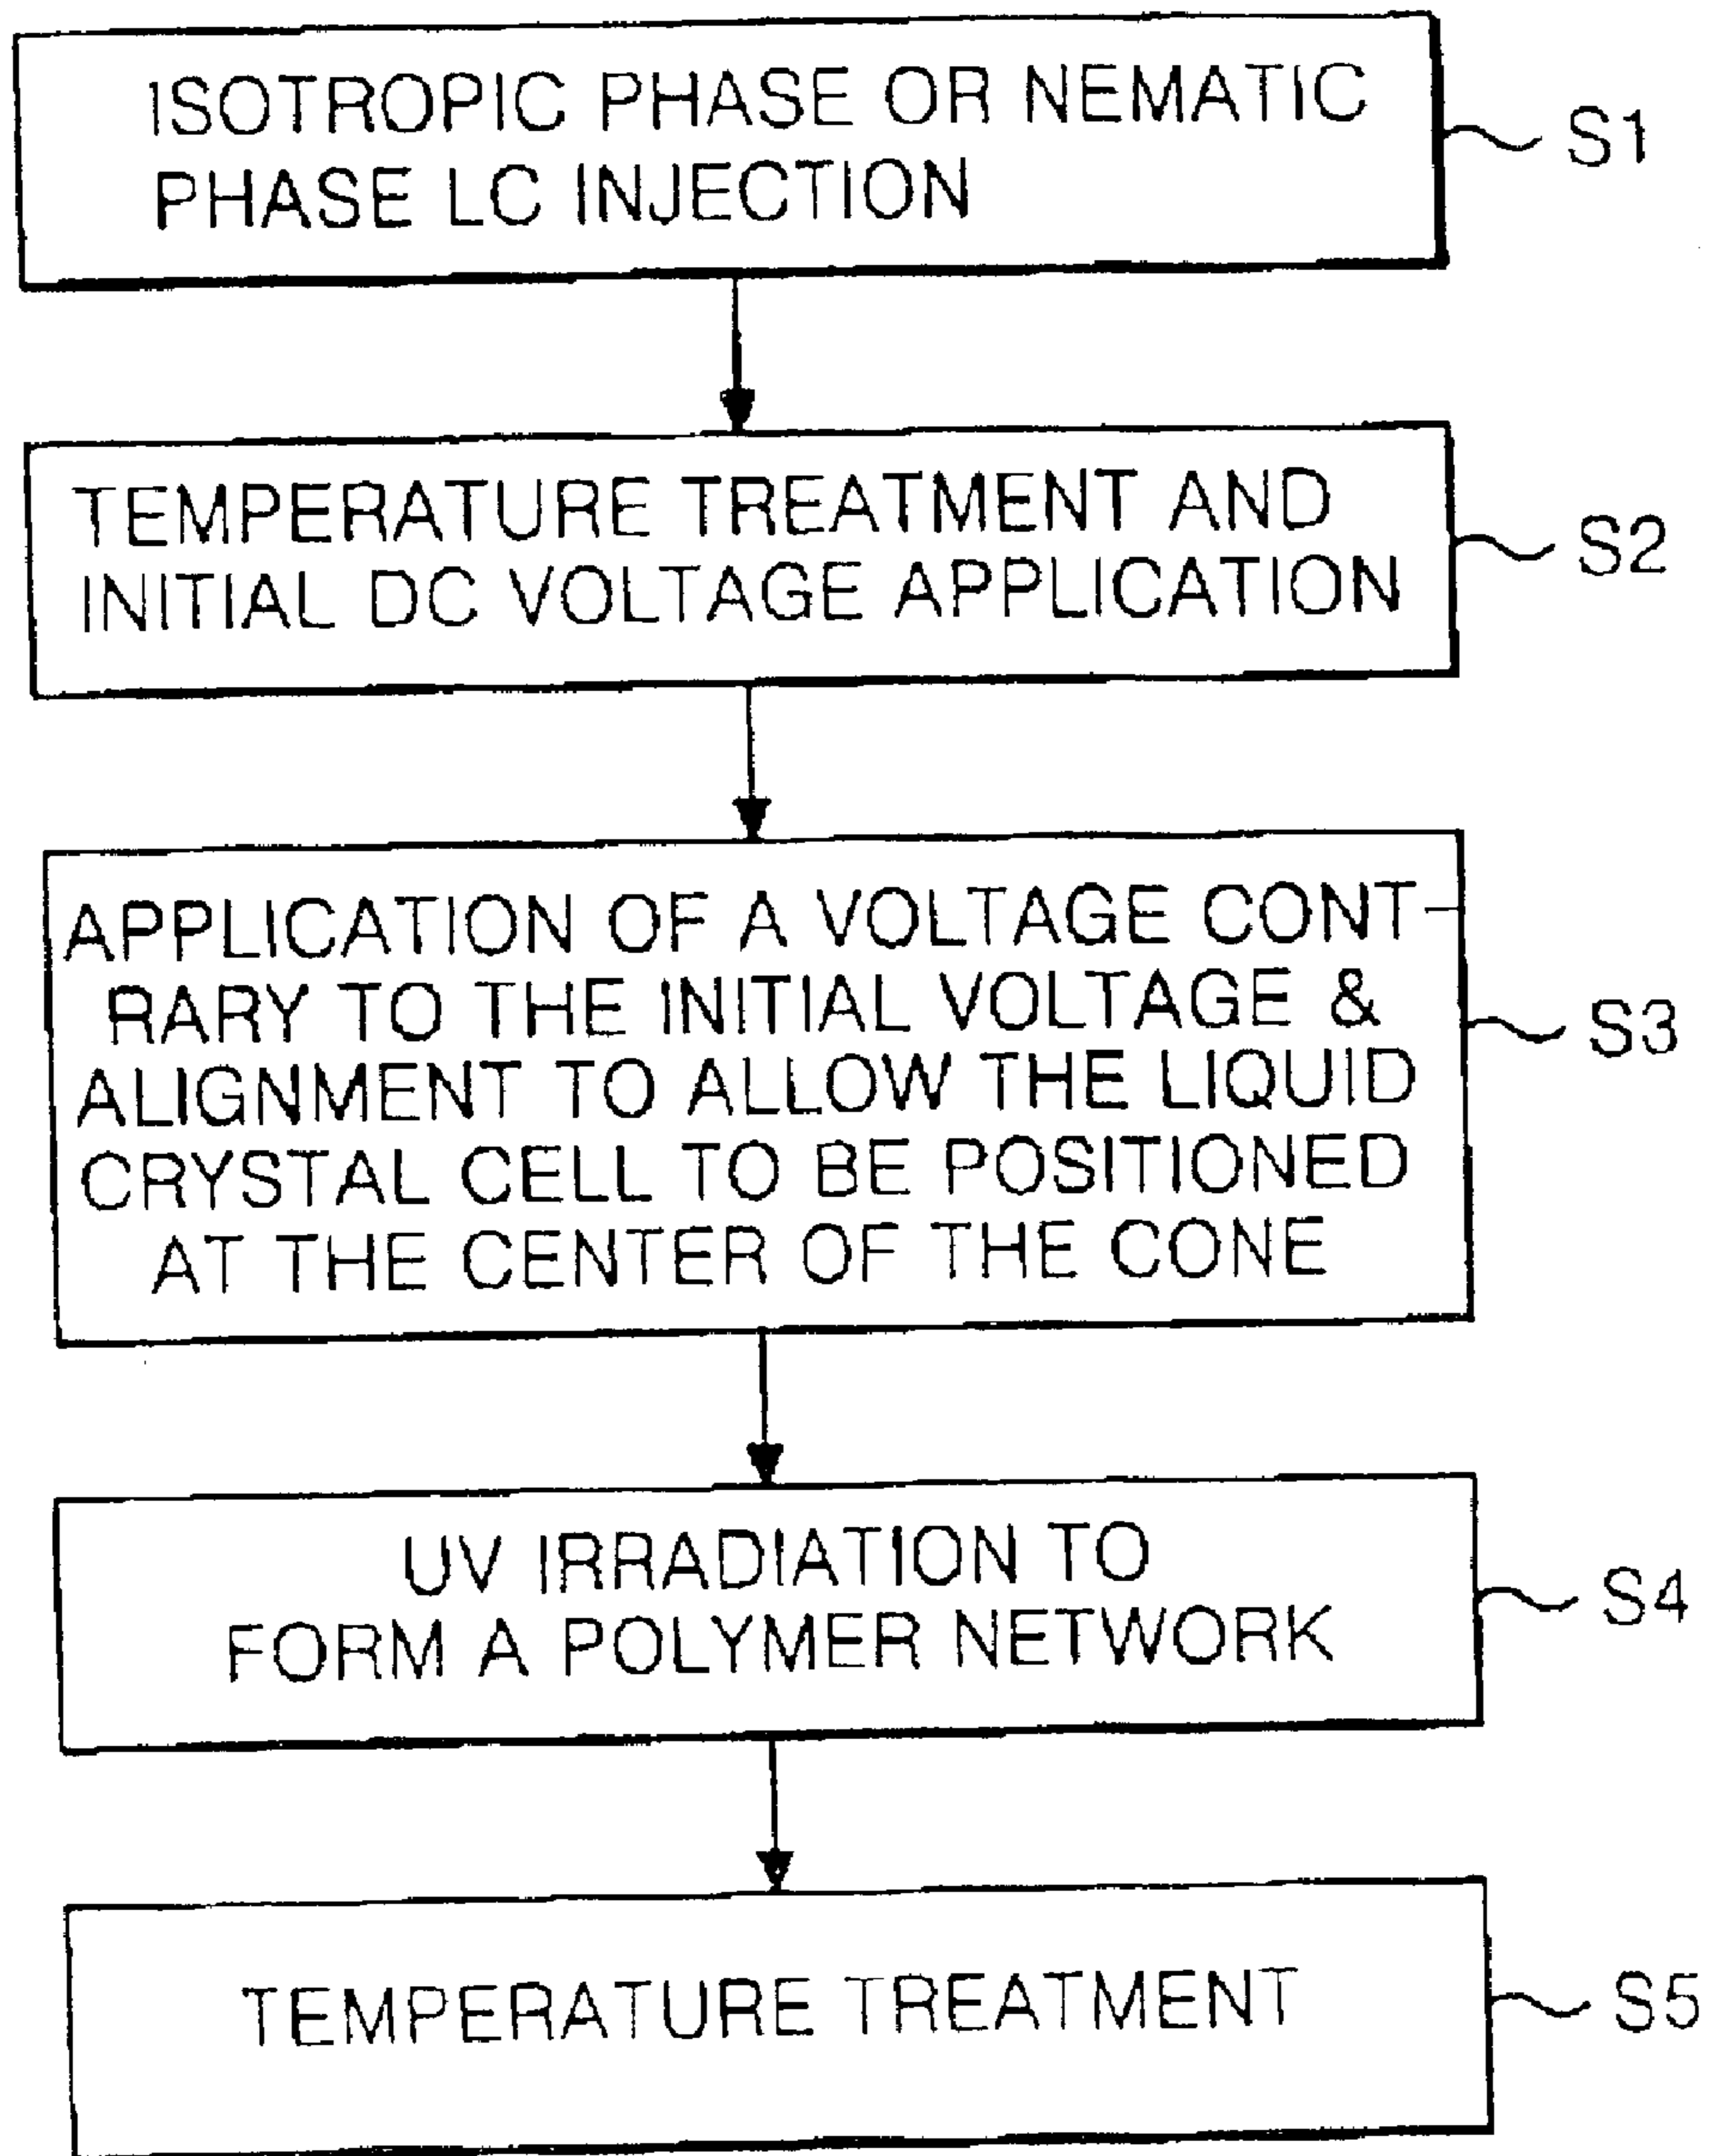 ISOTROPIC PHASE OR NEMATIC
PHASE LC INJECTION
S1
TEMPERATURE TREATMENT AND
INITIAL DC VOLTAGE APPLICATION
S2
APPLICATION OF A VOLTAGE CONT-
RARY TO THE INITIAL VOLTAGE &
ALIGNMENT TO ALLOW THE LIQUID
CRYSTAL CELL TO BE POSITIONED
AT THE CENTER OF THE CONE
S3
UV IRRADIATION TO
FORM A POLYMER NETWORK
S4
TEMPERATURE TREATMENT
S5